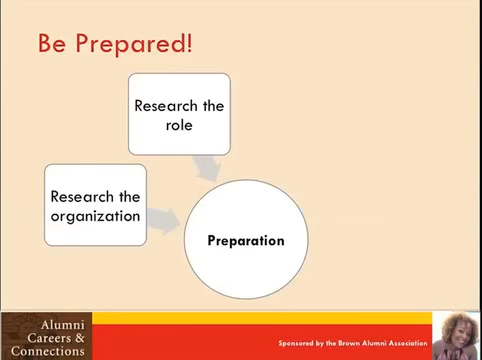 Be Prepared!
Research the
role
Research the
organization
Preparation
Alumni
Careers &
Connections
Sponsored by the Brown Alumni Association